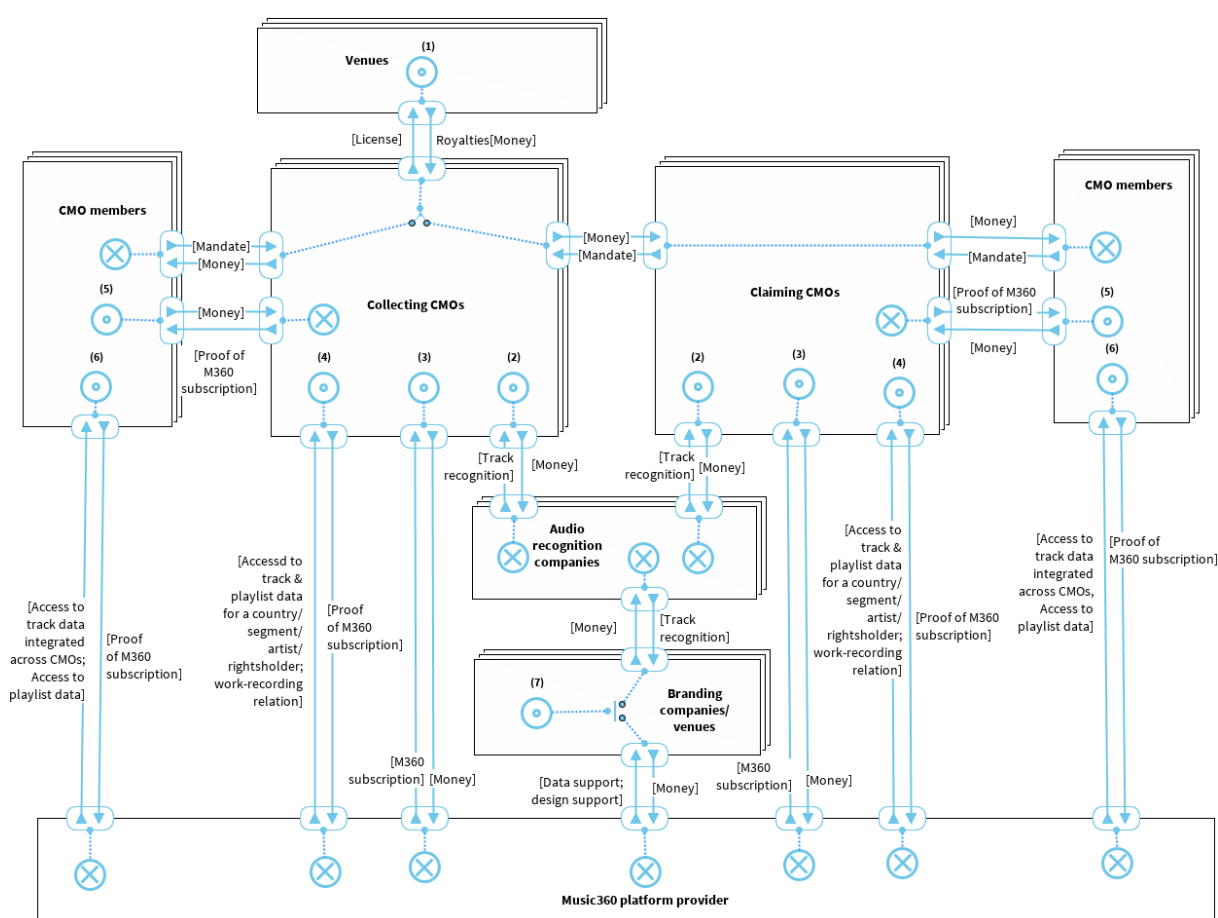 (1)
Venues
[License]
Royalties[Money]
CMO members
[Mandate]
[Money]
(5)
[Money]
[Proof of
M360
subscription]
(6)
Collecting CMOs
(4)
(3)
(2)
[Money]
[Mandate]
Claiming CMOs
(2)
(3)
(4)
CMO members
[Money]
[Mandate]
[Proof of M360
subscription]
(5)
[Money]
(6)
[Track
recognition]
[Money]
[Track
recognition]
[Money]
Audio
recognition
companies
[Money]
[Track
recognition]
(7)
Branding
companies/
venues
[Access to
track data
integrated
across CMOs;
Access to
playlist data]
[Proof
of M360
subscription]
[Accessd to
track &
playlist data
for a country/
segment/
artist/
rightsholder;
work-recording
relation]
[Proof
of M360
subscription]
[M360
subscription]
[Money]
[Data support;
design support]
[Money]
[M360
subscription]
[Money]
[Access to
track &
playlist data
for a country/
segment/
artist/
rightsholder;
work-recording
relation]
[Proof of M360
subscription]
[Access to
track data
integrated
across CMOs,
Access to
playlist data]
[Proof of
M360 subscription]
Music360 platform provider